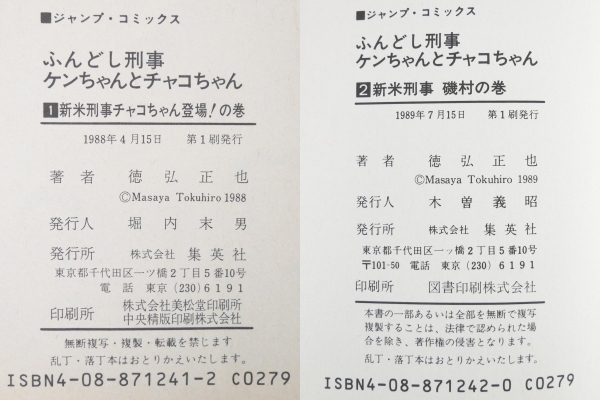 ■ジャンプ・コミックス
ふんどし刑事
ケンちゃんとチャコちゃん
1新米刑事チャコちゃん登場!の巻
1988年4月15日 第1刷発行
著者 徳弘正也
©Masaya Tokuhiro 1988
発行人 堀内末男
発行所 株式会社 集英社
東京都千代田区一ツ橋2丁目5番10号
電話 東京(230)6191
印刷所 株式会社美松堂印刷所
中央精版印刷株式会社
無断複写・複製・転載を禁じます
乱丁・落丁本はおとりかえいたします。
ISBN4-08-871241-2 C0279
■ジャンプ・コミックス
ふんどし刑事
ケンちゃんとチャコちゃん
2新米刑事 磯村の巻
1989年7月15日 第1刷発行
著者 徳弘正也
©Masaya Tokuhiro 1989
発行人 木曽義昭
発行所 株式会社 集英社
東京都千代田区一ツ橋2丁目5番10号
〒101-50 電話 東京(230)6191
印刷所 図書印刷株式会社
本書の一部あるいは全部を無断で複写
複製することは、法律で認められた場
合を除き、著作権の侵害となります。
乱丁・落丁本はおとりかえいたします。
ISBN4-08-871242-0 C0279